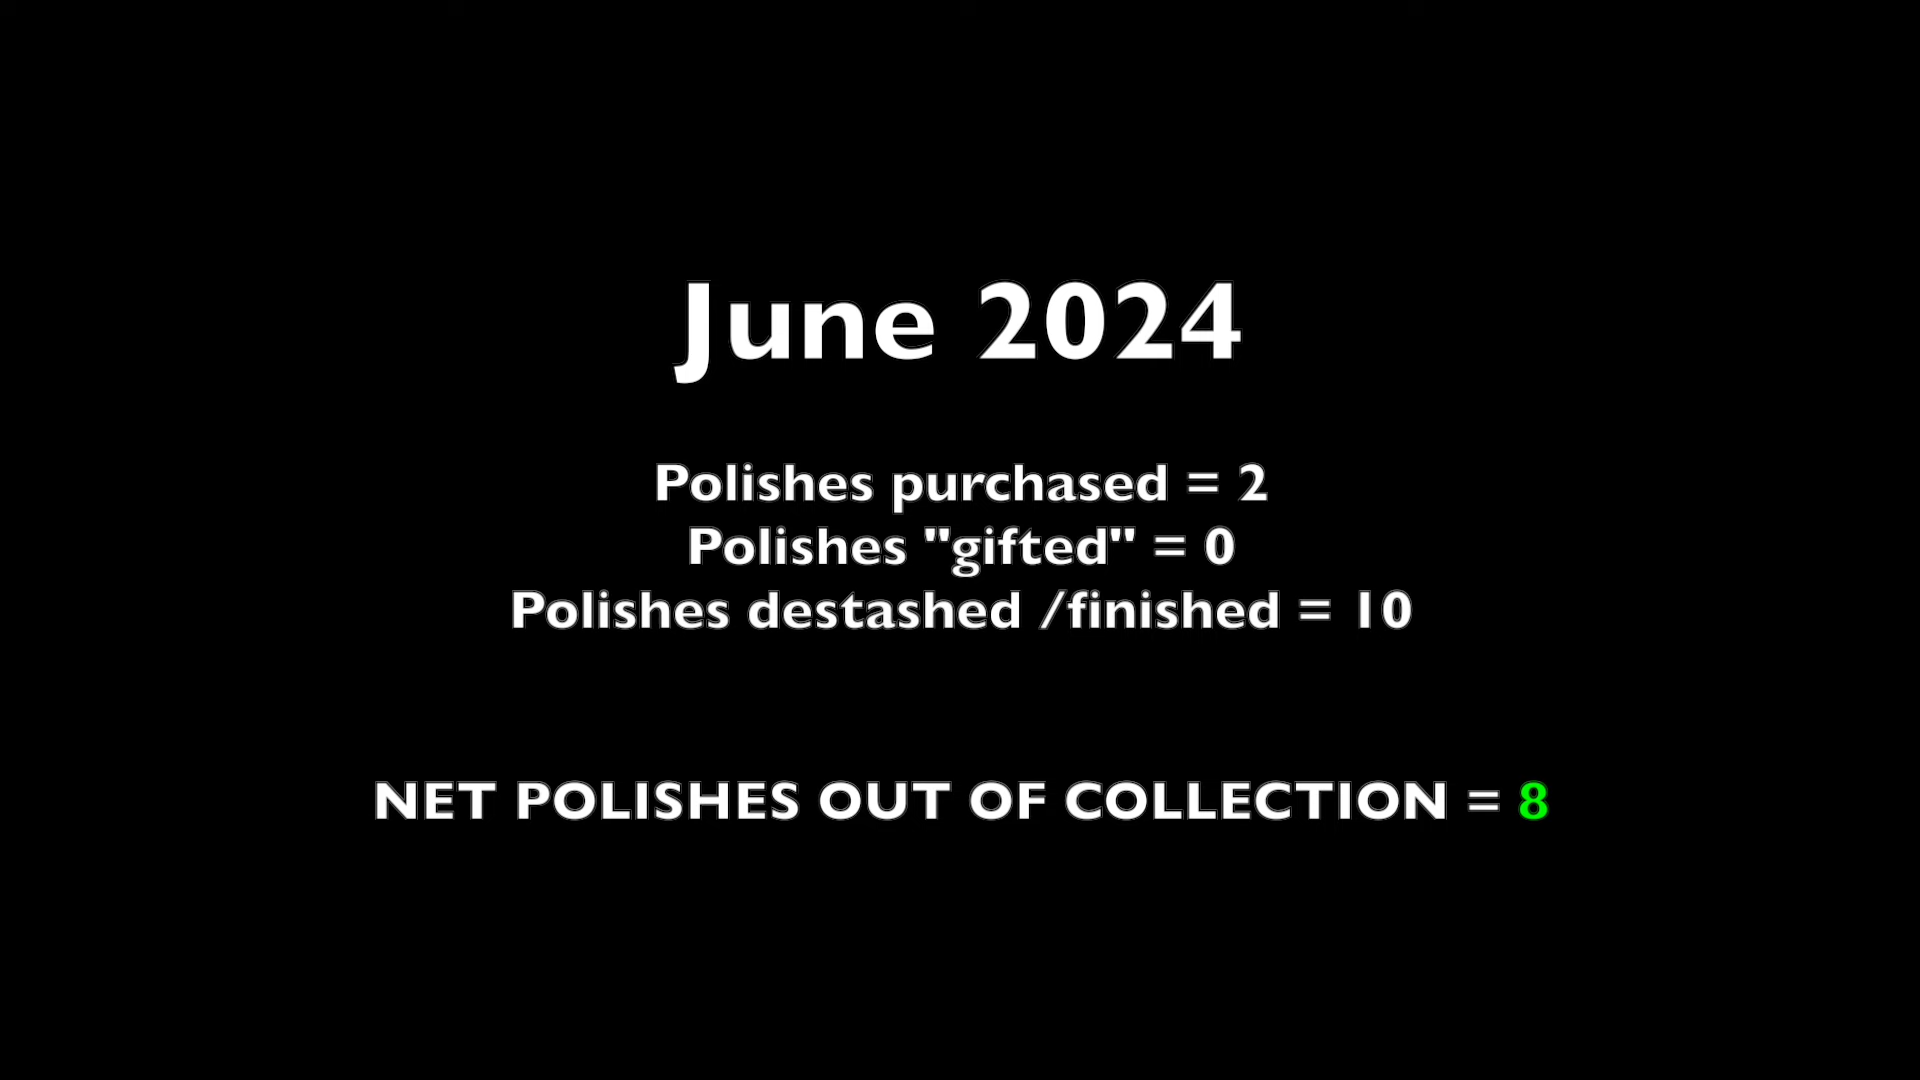 June 2024
Polishes purchased = 2
Polishes "gifted" = 0
Polishes destashed /finished = 10
NET POLISHES OUT OF COLLECTION = 8